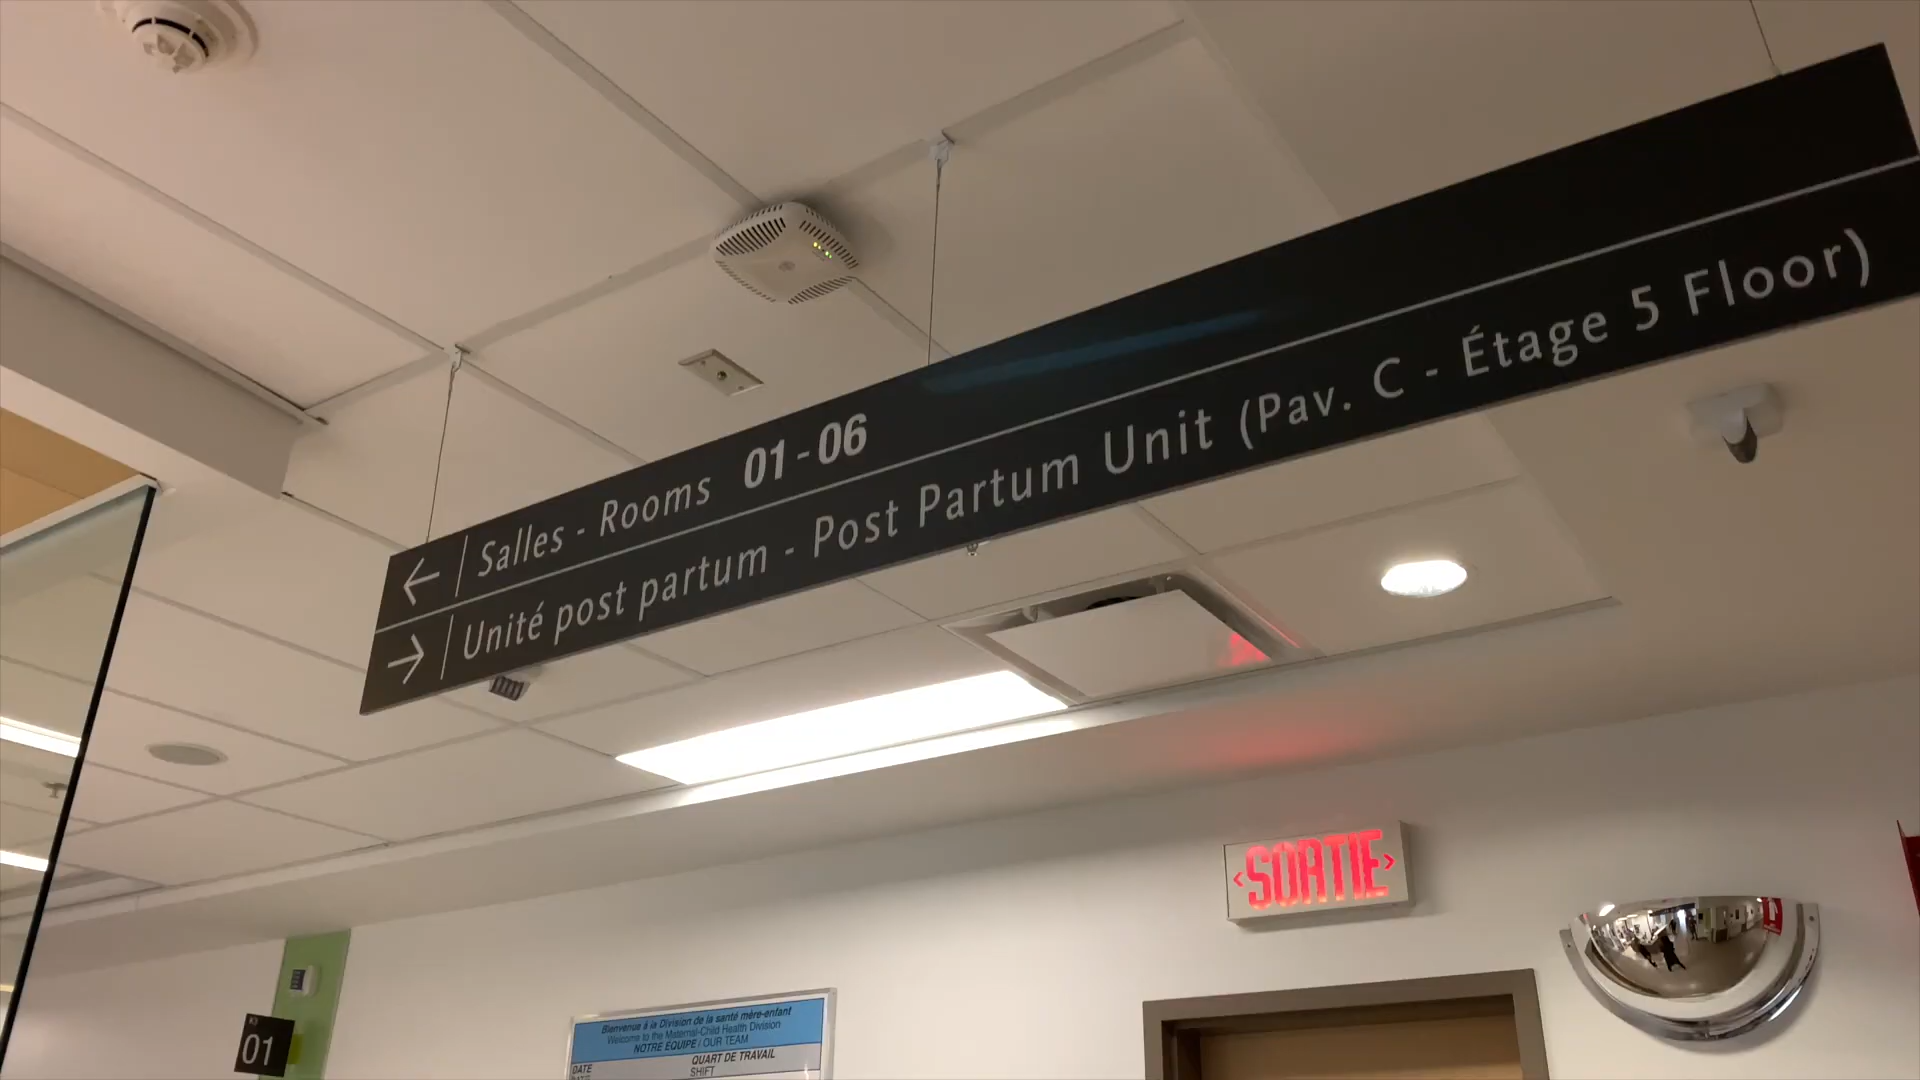 ← Salles - Rooms 01-06
→ Unité post partum - Post Partum Unit (Pav. C - Étage 5 Floor)
<SORTIE>
01
Bienvenue à la Division de la santé mère-enfant
Welcome to the Maternal-Child Health Division
NOTRE ÉQUIPE / OUR TEAM
QUART DE TRAVAIL
DATE
SHIFT